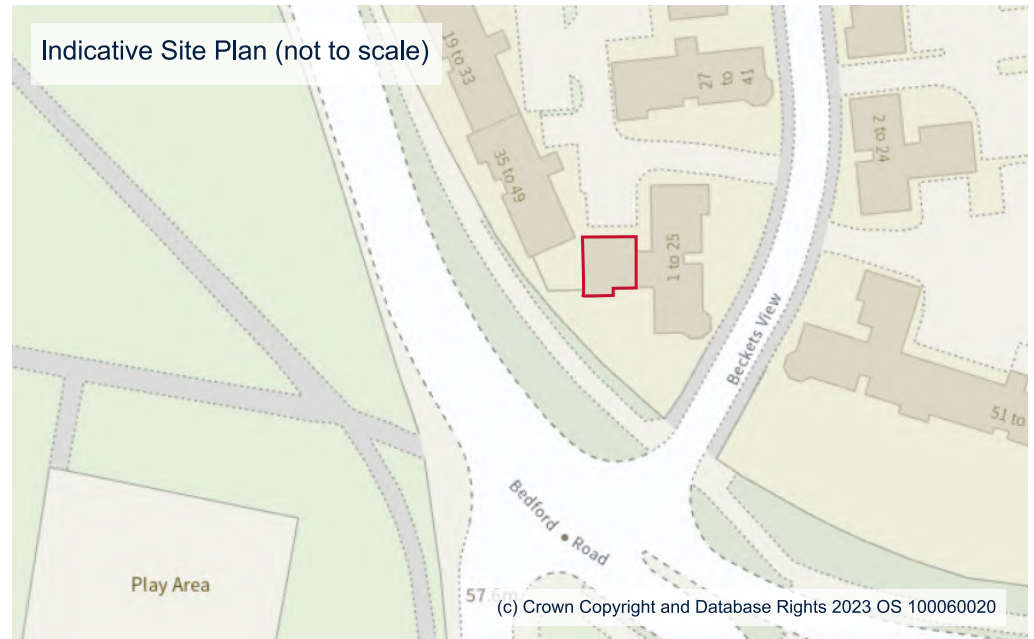 Indicative Site Plan (not to scale)
19 to 33
27
to
41
2 to 24
35 to 49
1 to 25
Beckets View
51 to
Bedford
Road
Play Area
57.6m
(c) Crown Copyright and Database Rights 2023 OS 100060020